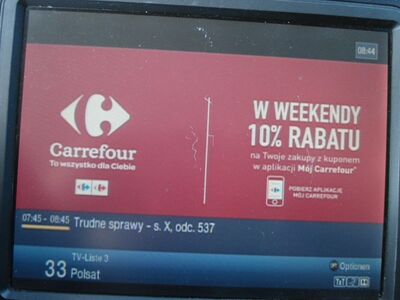 08:44
Carrefour
To wszystko dla Ciebie
W WEEKENDY
10% RABATU
na Twoje zakupy z kuponem
w aplikacji Mój Carrefour*
POBIERZ APLIKACJĘ
MÓJ CARREFOUR
07:45 - 08:45 Trudne sprawy - s. X, odc. 537
TV-Liste 3
33 Polsat
Optionen